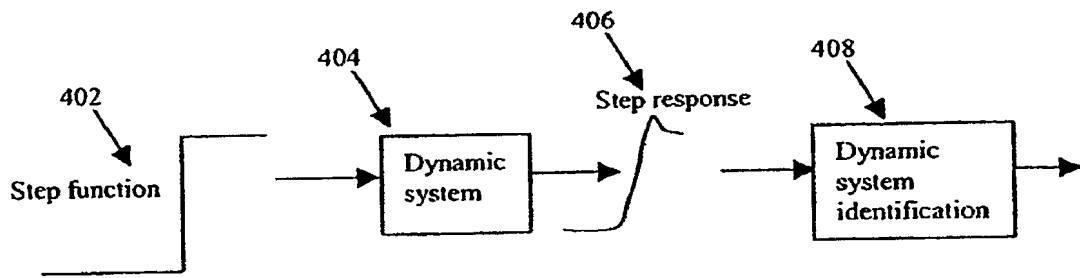 406
404
408
402
Step response
Step function
Dynamic
system
Dynamic
system
identification